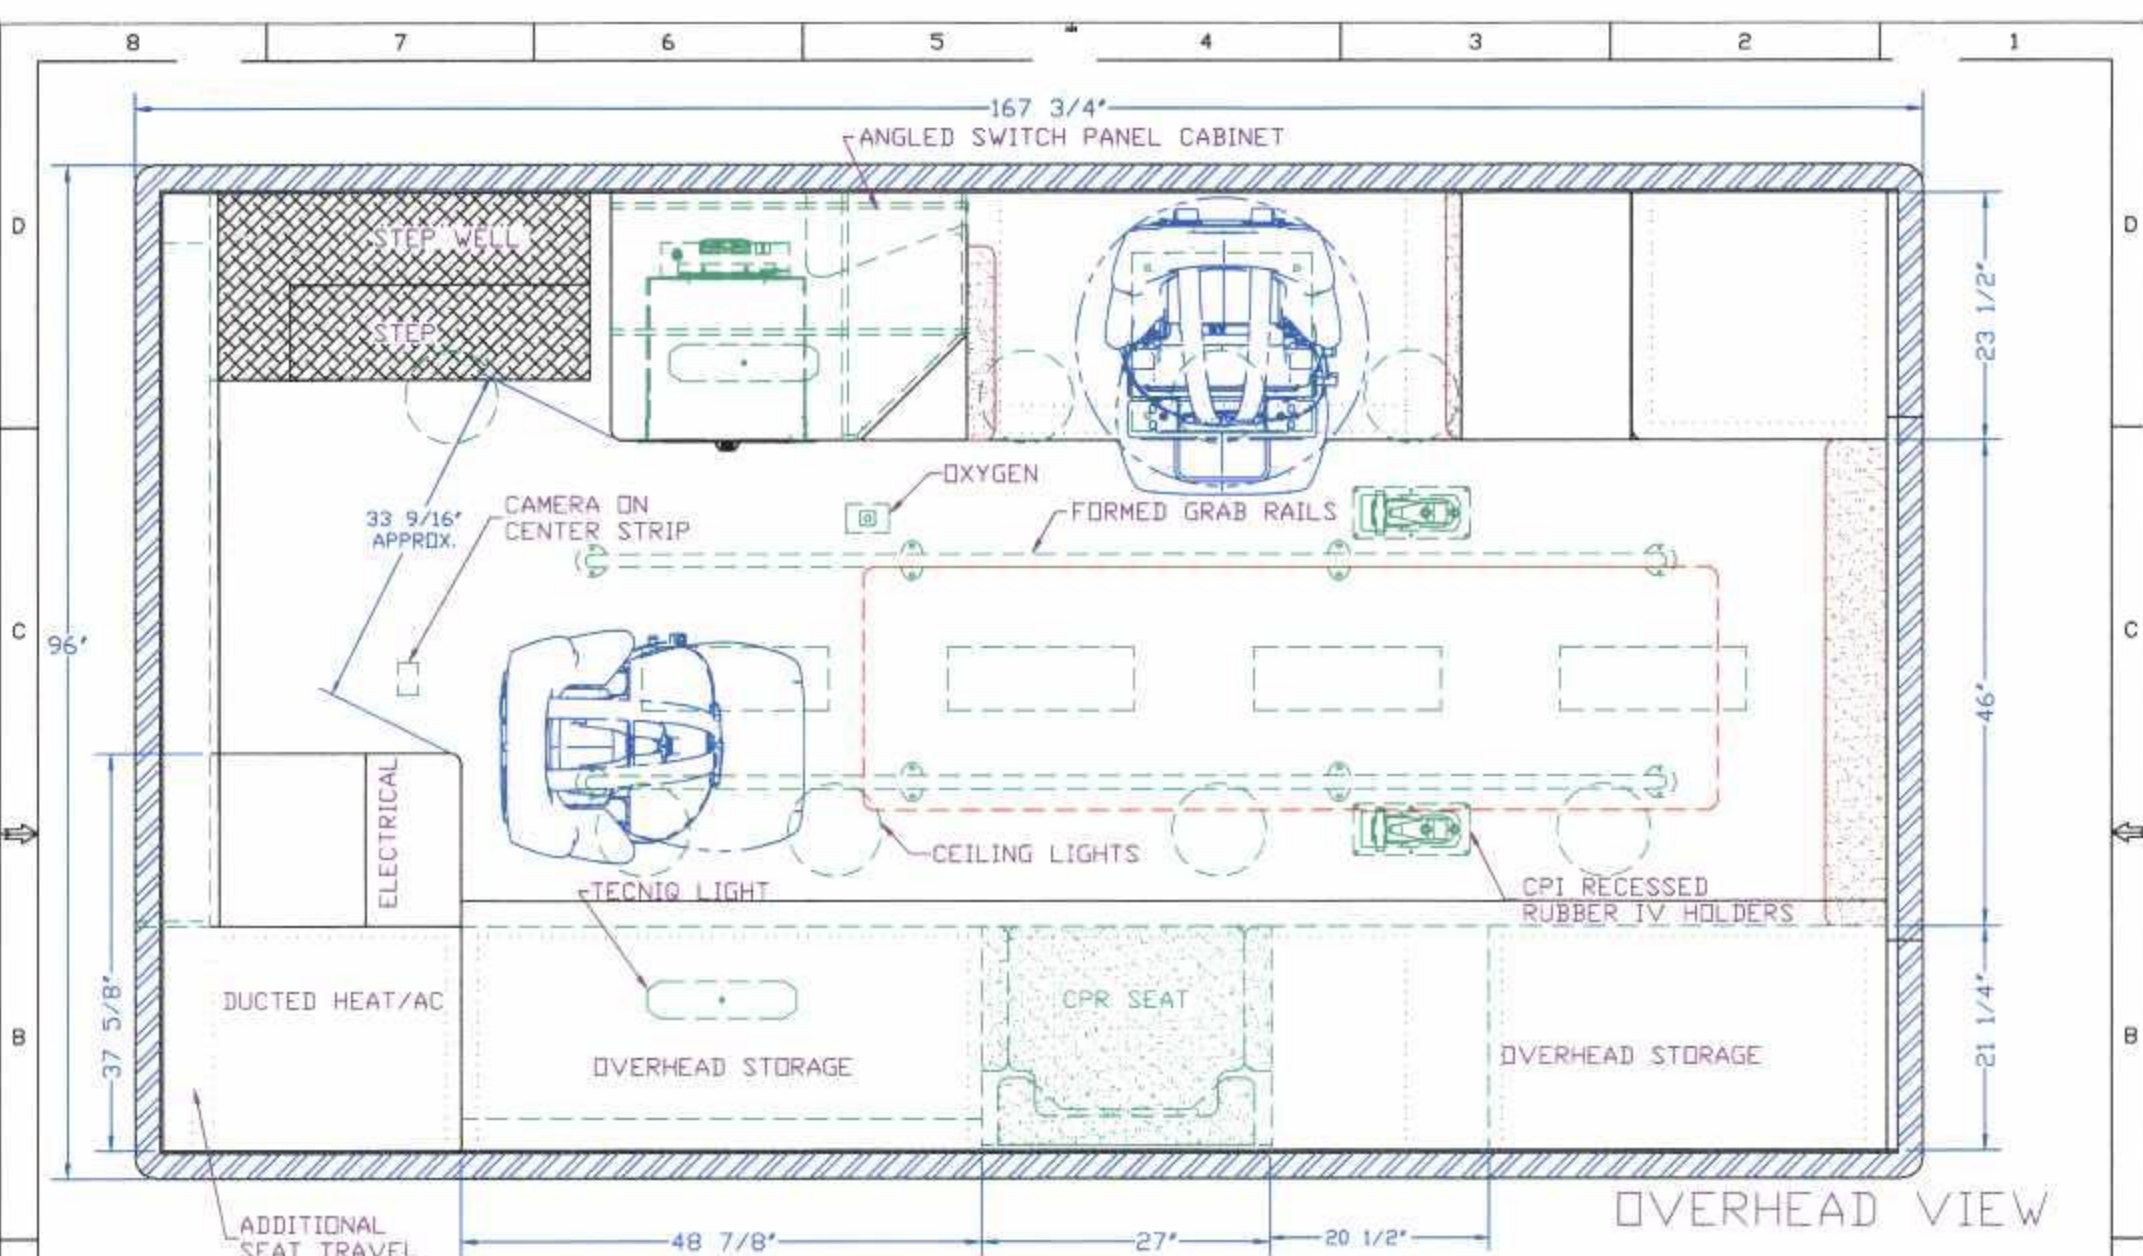 8 7 6 5 4 3 2 1
167 3/4"
ANGLED SWITCH PANEL CABINET
D
STEP WELL
D
STEP
23 1/2"
OXYGEN
CAMERA ON
CENTER STRIP
FORMED GRAB RAILS
33 9/16"
APPROX.
C
96"
C
46"
ELECTRICAL
CEILING LIGHTS
TECNIQ LIGHT
CPI RECESSED
RUBBER IV HOLDERS
DUCTED HEAT/AC
CPR SEAT
37 5/8"
B
21 1/4"
B
OVERHEAD STORAGE
OVERHEAD STORAGE
OVERHEAD VIEW
ADDITIONAL
SEAT TRAVEL
48 7/8"
27"
20 1/2"